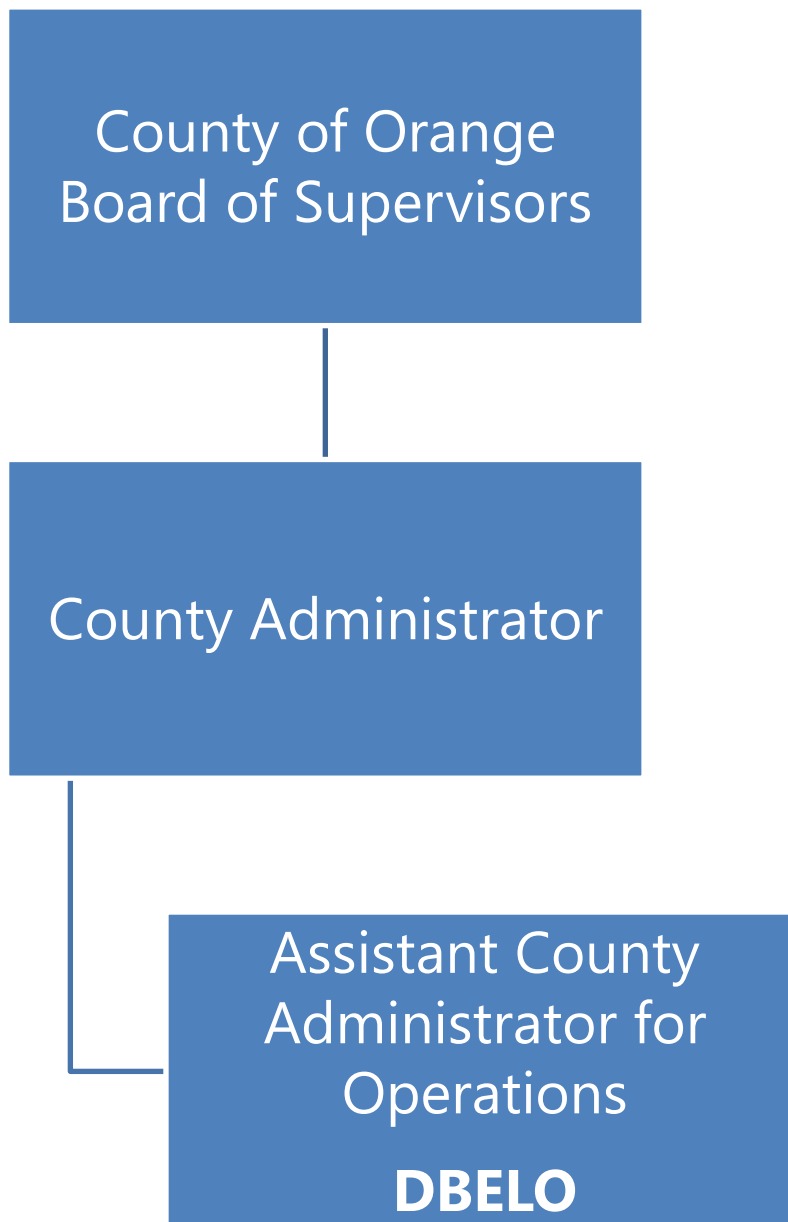 County of Orange
Board of Supervisors
County Administrator
Assistant County
Administrator for
Operations
DBELO